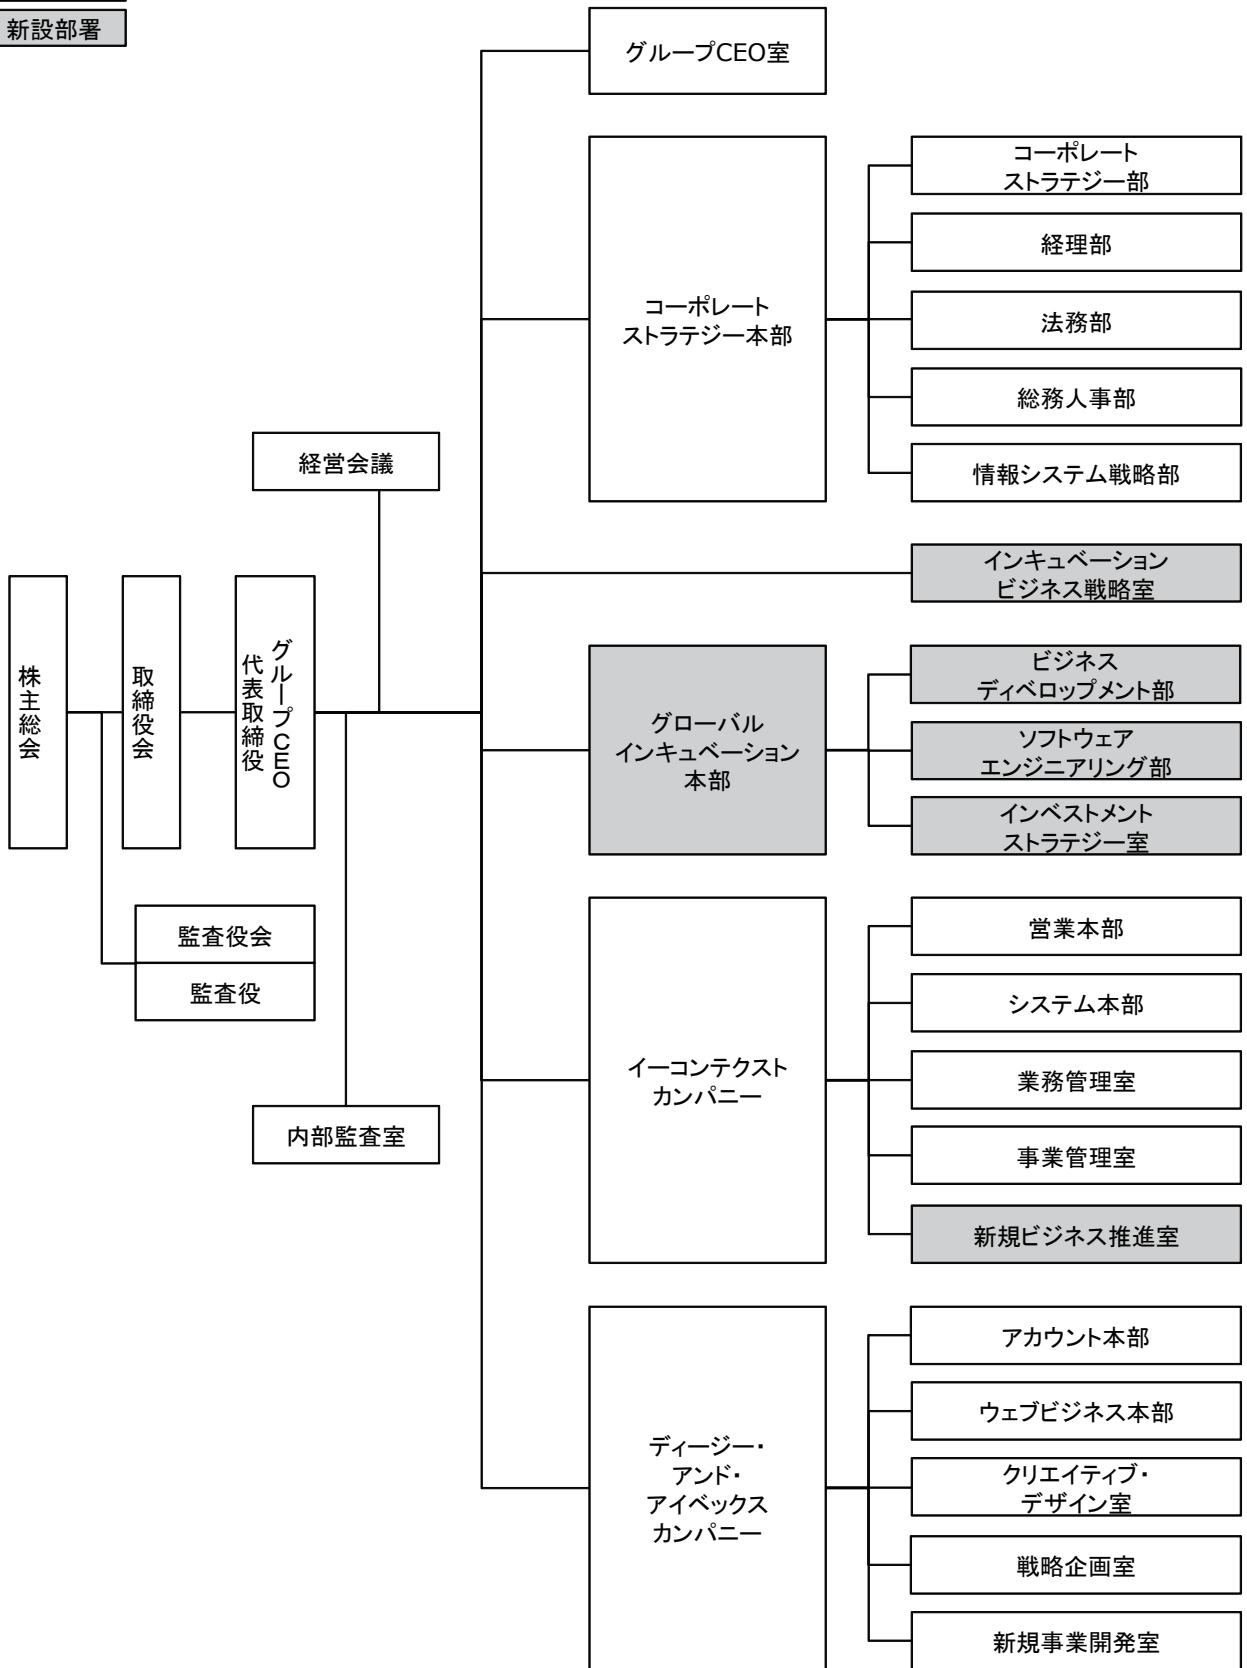 新設部署
グループCEO室
コーポレート
ストラテジー本部
コーポレート
ストラテジー部
経理部
法務部
総務人事部
情報システム戦略部
経営会議
インキュベーション
ビジネス戦略室
株主総会
取締役会
グループCEO
代表取締役
グローバル
インキュベーション
本部
ビジネス
ディベロップメント部
ソフトウェア
エンジニアリング部
インベストメント
ストラテジー室
監査役会
監査役
内部監査室
イーコンテクスト
カンパニー
営業本部
システム本部
業務管理室
事業管理室
新規ビジネス推進室
ディージー・
アンド・
アイベックス
カンパニー
アカウント本部
ウェブビジネス本部
クリエイティブ・
デザイン室
戦略企画室
新規事業開発室